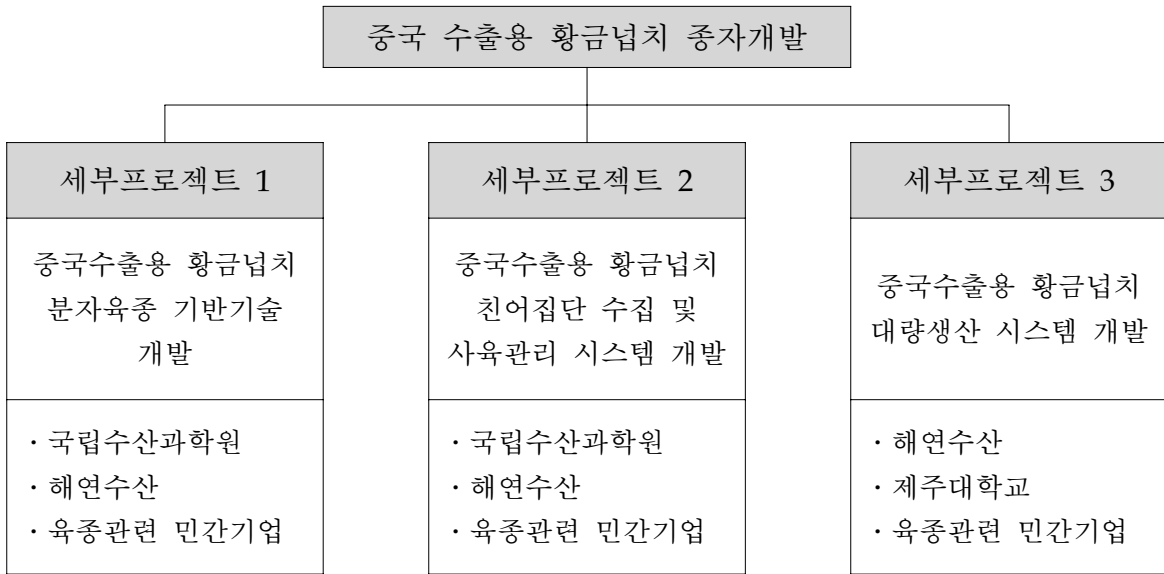 중국 수출용 황금넙치 종자개발
세부프로젝트 1
중국수출용 황금넙치
분자육종 기반기술
개발
· 국립수산과학원
· 해연수산
· 육종관련 민간기업
세부프로젝트 2
중국수출용 황금넙치
친어집단 수집 및
사육관리 시스템 개발
· 국립수산과학원
· 해연수산
· 육종관련 민간기업
세부프로젝트 3
중국수출용 황금넙치
대량생산 시스템 개발
· 해연수산
· 제주대학교
· 육종관련 민간기업